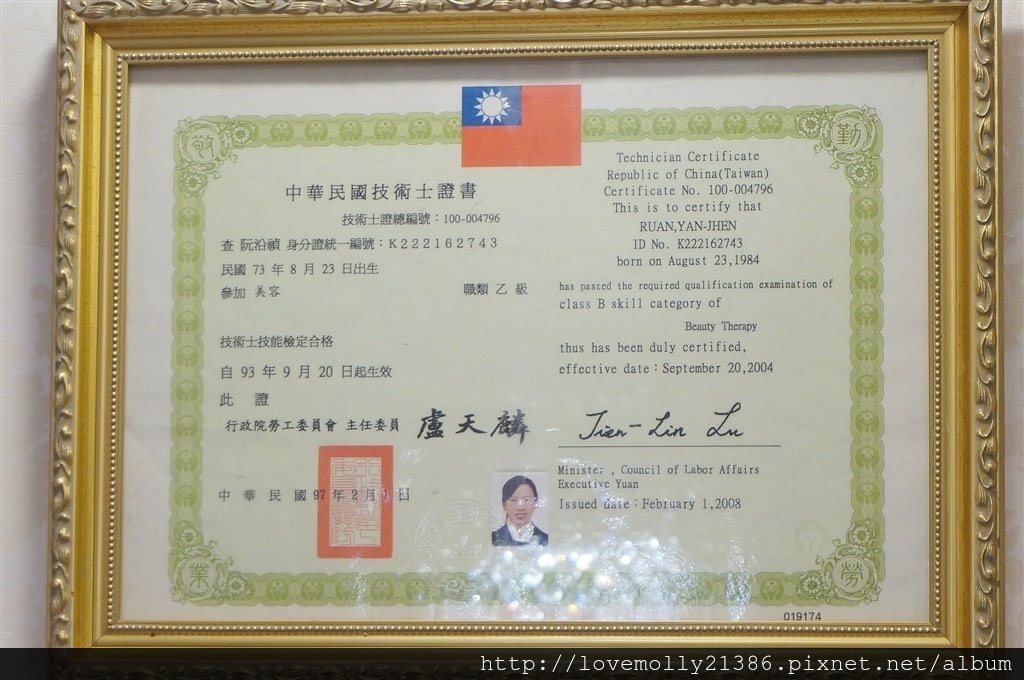 敬
勤
中華民國技術士證書
技術士證總編號：100-004796
查 阮沿禎 身分證統一編號：K222162743
民國 73 年 8 月 23 日出生
參加 美容
職類 乙 級
技術士技能檢定合格
自 93 年 9 月 20 日起生效
此 證
行政院勞工委員會 主任委員 盧天麟
中 華 民 國 97 年 2 月 日
Technician Certificate
Republic of China(Taiwan)
Certificate No. 100-004796
This is to certify that
RUAN,YAN-JHEN
ID No. K222162743
born on August 23,1984
has passed the required qualification examination of
class B skill category of
Beauty Therapy
thus has been duly certified,
effective date：September 20,2004
Tien-Lin Lu
Minister , Council of Labor Affairs
Executive Yuan
Issued date：February 1,2008
業
勞
019174
http://lovemolly21386.pixnet.net/album